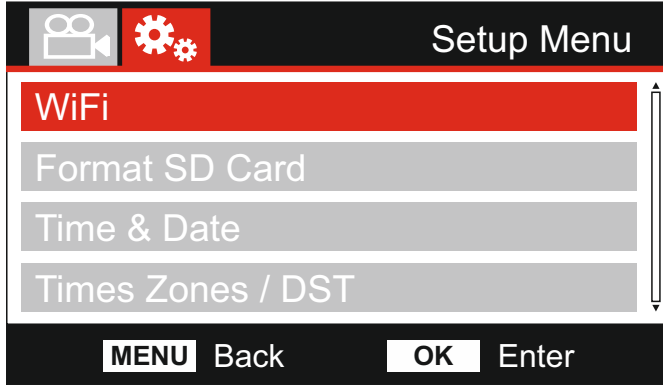 Setup Menu
WiFi
Format SD Card
Time & Date
Times Zones / DST
MENU Back OK Enter